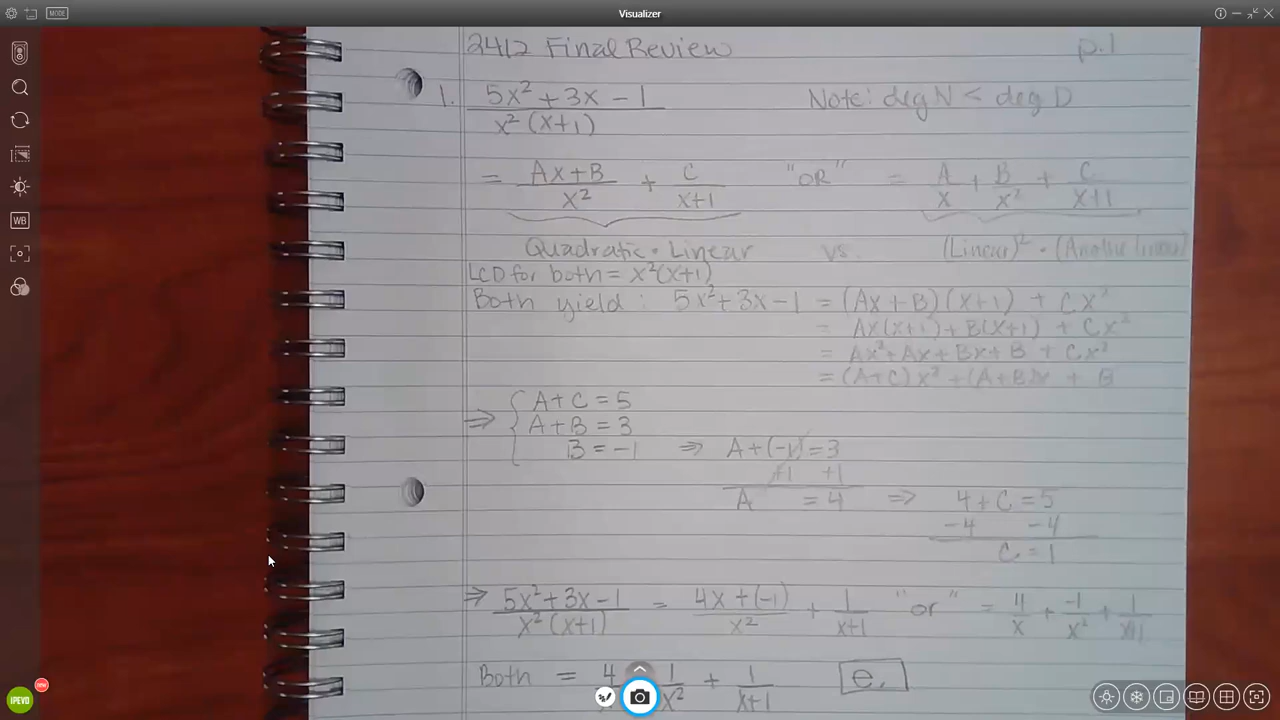 MODE
Visualizer
2412 Final Review p.1
1. 5x² + 3x - 1 Note: deg N < deg D
x² (x+1)
= Ax + B / x² + C / x+1 "OR" = A / x + B / x² + C / x+1
Quadratic • Linear vs. (Linear)² • (Another linear)
LCD for both = x²(x+1)
Both yield: 5x² + 3x - 1 = (Ax + B)(x+1) + Cx²
= Ax(x+1) + B(x+1) + Cx²
= Ax² + Ax + Bx + B + Cx²
= (A+C)x² + (A+B)x + B
⇒ { A + C = 5
A + B = 3
B = -1 ⇒ A + (-1) = 3
+1 +1
A = 4 ⇒ 4 + C = 5
-4 -4
C = 1
⇒ 5x² + 3x - 1 / x² (x+1) = 4x + (-1) / x² + 1 / x+1 "or" = 4 / x + -1 / x² + 1 / x+1
Both = 4 1 / x² + 1 / x+1 e.
IPEVO
new